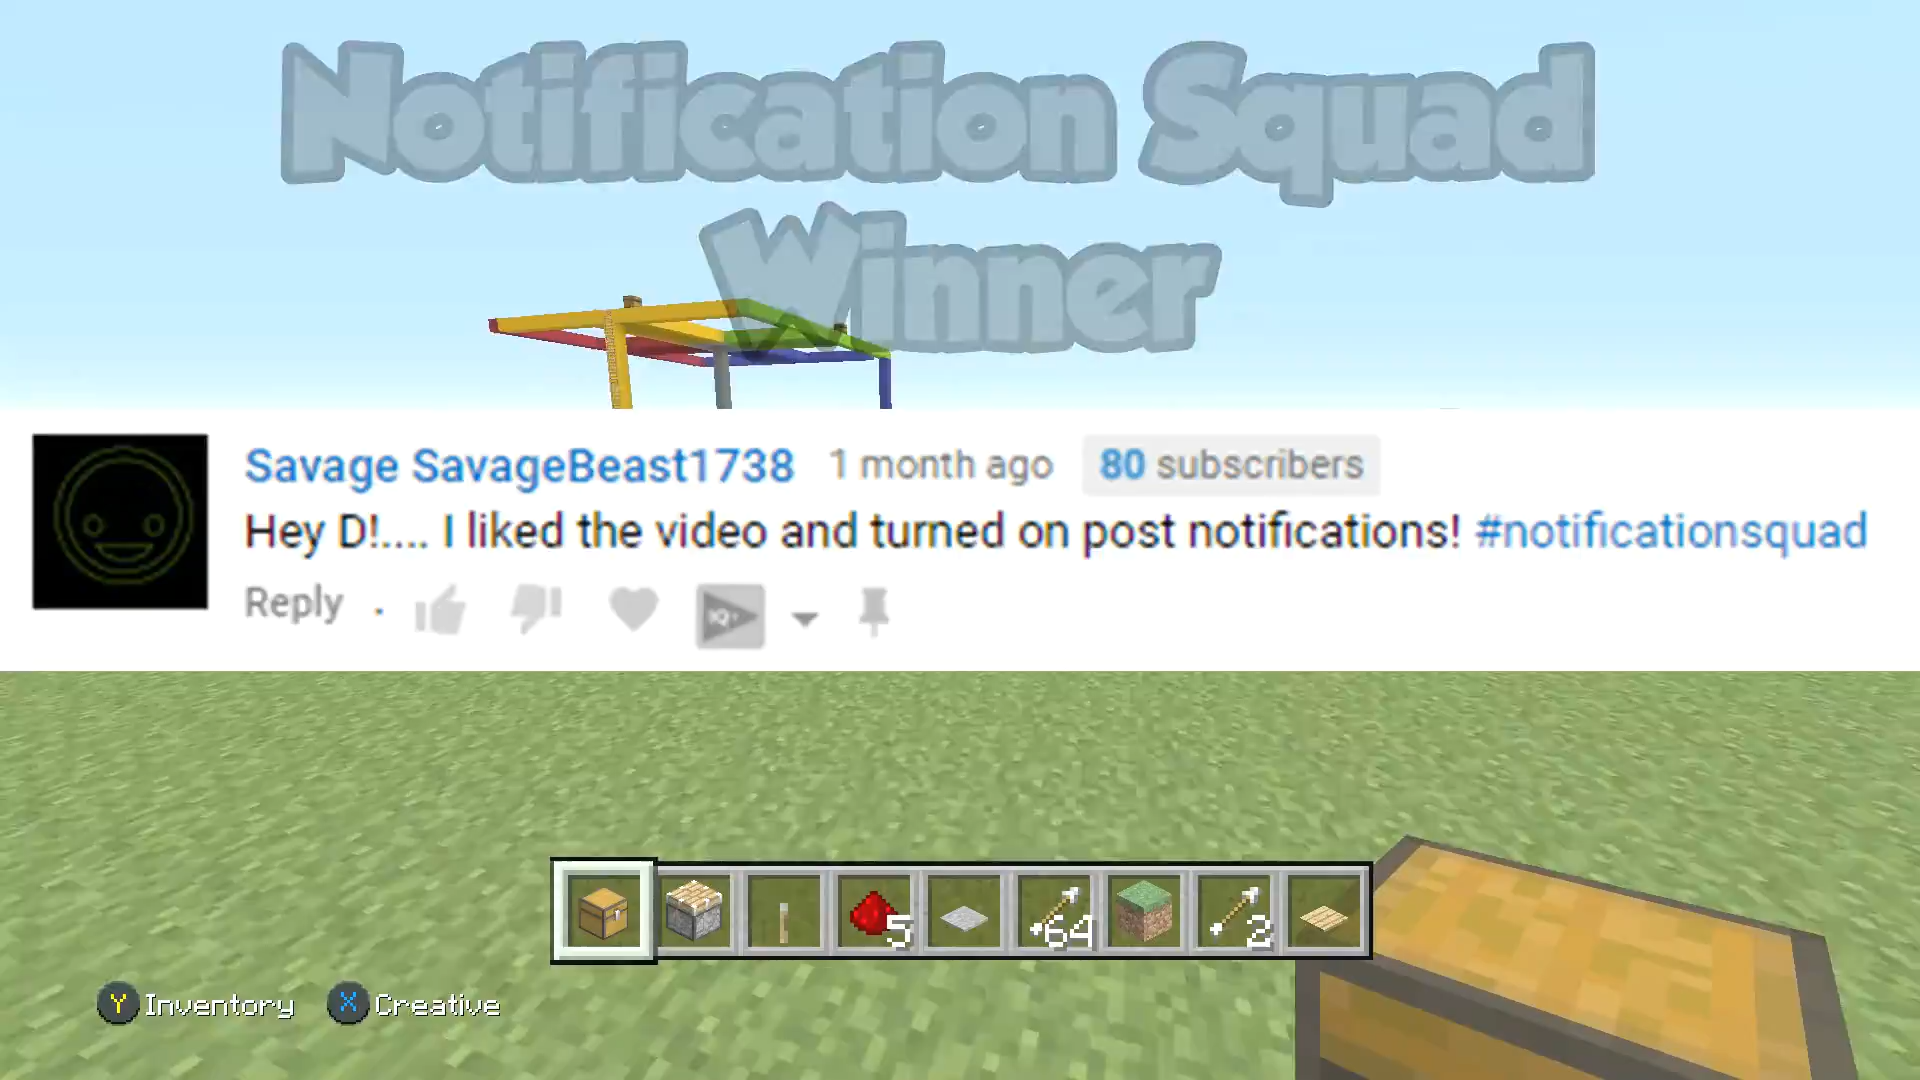 Notification Squad
Winner
Savage SavageBeast1738 1 month ago 80 subscribers
Hey D!.... I liked the video and turned on post notifications! #notificationsquad
Reply
5 64 2
Y Inventory X Creative